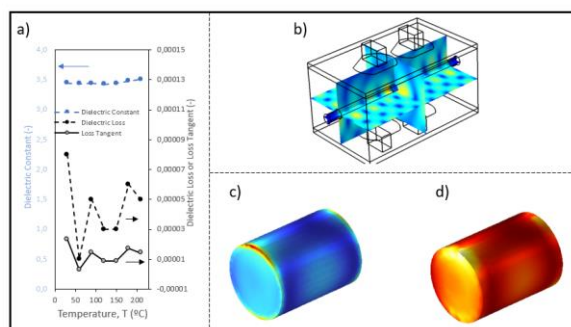 a)
4,0
3,5
3,0
2,5
2,0
1,5
1,0
0,5
0,0
Dielectric Constant (-)
Dielectric Constant
Dielectric Loss
Loss Tangent
0,00015
0,00013
0,00011
0,00009
0,00007
0,00005
0,00003
0,00001
-0,00001
Dielectric Loss or Loss Tangent (-)
0 50 100 150 200
Temperature, T (ºC)
b)
c)
d)